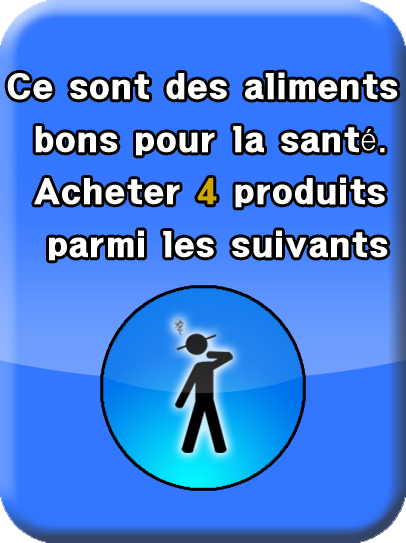 Ce sont des aliments
bons pour la santé.
Acheter 4 produits
parmi les suivants